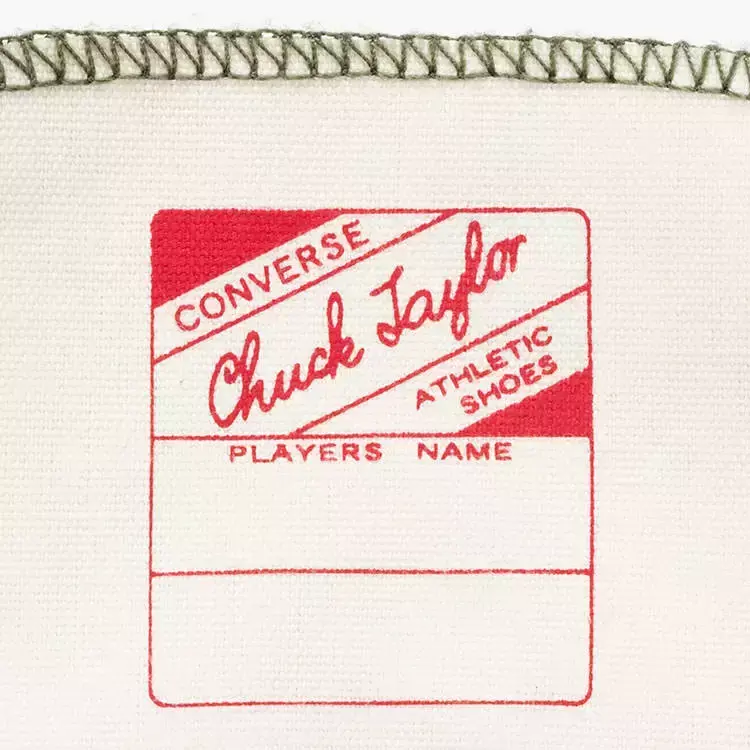 CONVERSE
Chuck Taylor
ATHLETIC
SHOES
PLAYERS NAME